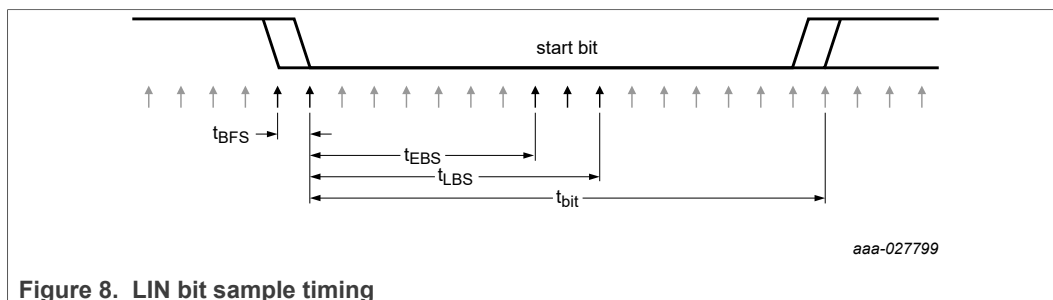 start bit
tBFS
tEBS
tLBS
tbit
aaa-027799
Figure 8. LIN bit sample timing